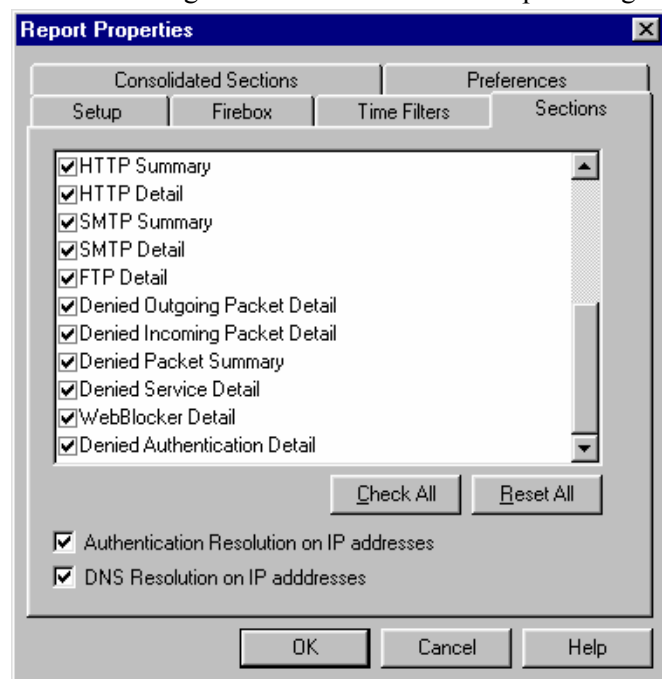 Report Properties
Consolidated Sections Preferences
Setup Firebox Time Filters Sections
HTTP Summary
HTTP Detail
SMTP Summary
SMTP Detail
FTP Detail
Denied Outgoing Packet Detail
Denied Incoming Packet Detail
Denied Packet Summary
Denied Service Detail
WebBlocker Detail
Denied Authentication Detail
Check All Reset All
Authentication Resolution on IP addresses
DNS Resolution on IP adddresses
OK Cancel Help